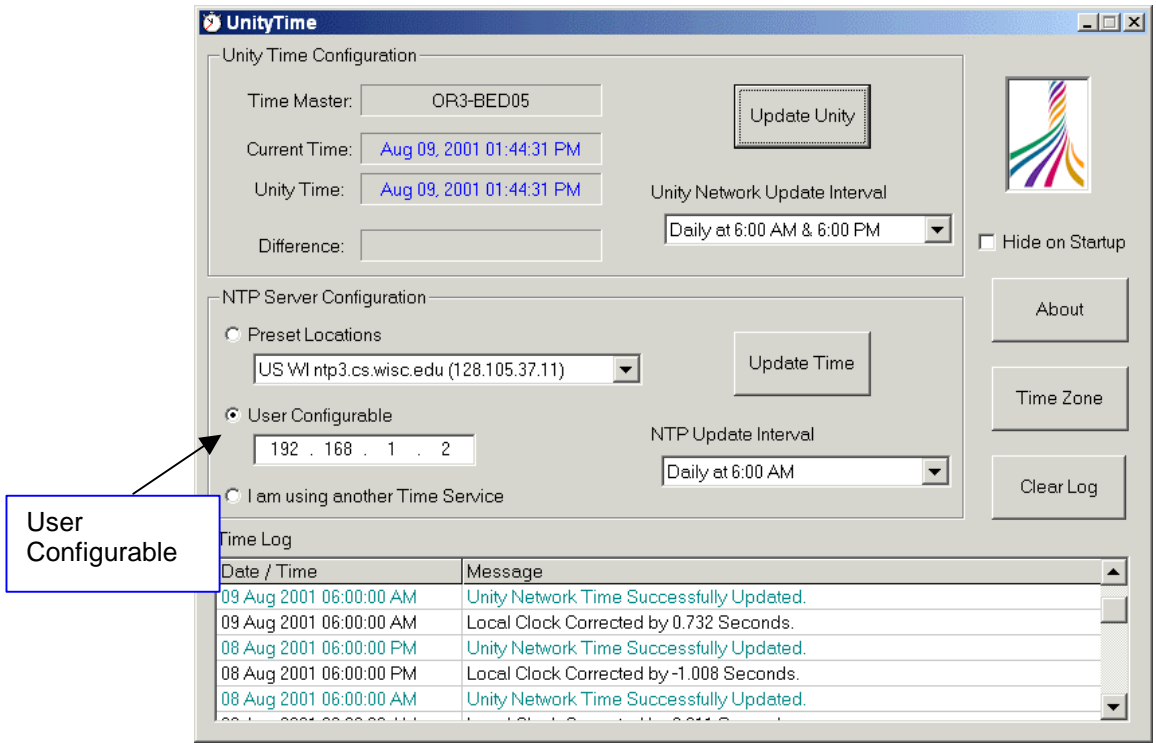 UnityTime
Unity Time Configuration
Time Master: OR3-BED05
Update Unity
Current Time: Aug 09, 2001 01:44:31 PM
Unity Time: Aug 09, 2001 01:44:31 PM
Unity Network Update Interval
Daily at 6:00 AM & 6:00 PM
Difference:
Hide on Startup
NTP Server Configuration
About
Preset Locations
US WI ntp3.cs.wisc.edu (128.105.37.11)
Update Time
Time Zone
User Configurable
192 . 168 . 1 . 2
NTP Update Interval
Daily at 6:00 AM
I am using another Time Service
Clear Log
User
Configurable
Time Log
Date / Time Message
09 Aug 2001 06:00:00 AM Unity Network Time Successfully Updated.
09 Aug 2001 06:00:00 AM Local Clock Corrected by 0.732 Seconds.
08 Aug 2001 06:00:00 PM Unity Network Time Successfully Updated.
08 Aug 2001 06:00:00 PM Local Clock Corrected by -1.008 Seconds.
08 Aug 2001 06:00:00 AM Unity Network Time Successfully Updated.